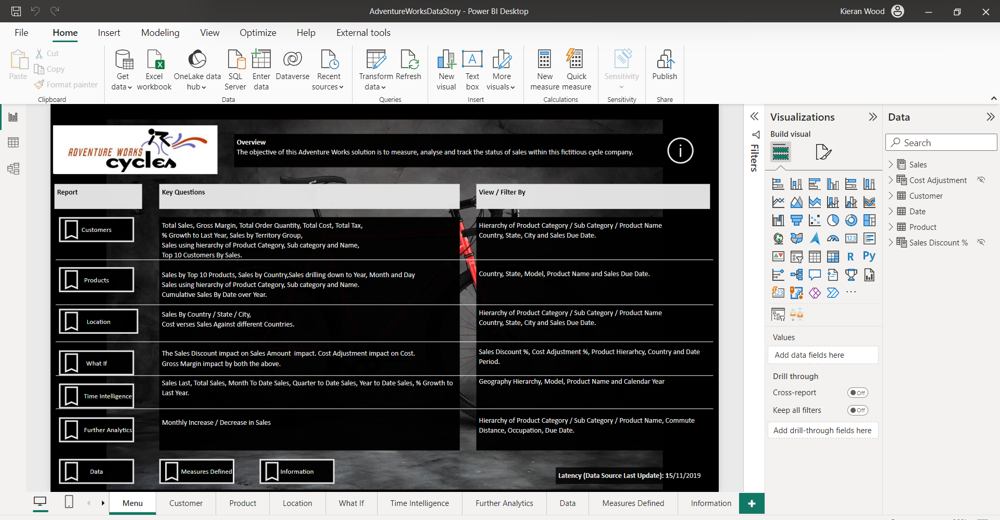 AdventureWorksDataStory - Power BI Desktop
Kieran Wood
File Home Insert Modeling View Optimize Help External tools
Paste
Cut
Copy
Format painter
Clipboard
Get data
Excel workbook
OneLake data hub
SQL Server
Enter data
Dataverse
Recent sources
Data
Transform data
Refresh
Queries
New visual
Text box
A
More visuals
Insert
New measure
Quick measure
Calculations
Sensitivity
Sensitivity
Publish
Share
ADVENTURE WORKS
cycles
Overview
The objective of this Adventure Works solution is to measure, analyse and track the status of sales within this fictitious cycle company.
i
Report
Key Questions
View / Filter By
Customers
Total Sales, Gross Margin, Total Order Quantity, Total Cost, Total Tax,
% Growth to Last Year, Sales by Territory Group,
Sales using hierarchy of Product Category, Sub category and Name,
Top 10 Customers By Sales.
Hierarchy of Product Category / Sub Category / Product Name
Country, State, City and Sales Due Date.
Products
Sales by Top 10 Products, Sales by Country,Sales drilling down to Year, Month and Day
Sales using hierarchy of Product Category, Sub category and Name.
Cumulative Sales By Date over Year.
Country, State, Model, Product Name and Sales Due Date.
Location
Sales By Country / State / City,
Cost verses Sales Against different Countries.
Hierarchy of Product Category / Sub Category / Product Name
Country, State, City and Sales Due Date.
What If
The Sales Discount impact on Sales Amount  impact. Cost Adjustment impact on Cost.
Gross Margin impact by both the above.
Sales Discount %, Cost Adjustment %, Product Hierarhcy, Country and Date
Period.
Time Intelligence
Sales Last, Total Sales, Month To Date Sales, Quarter to Date Sales, Year to Date Sales, % Growth to
Last Year.
Geography Hierarchy, Model, Product Name and Calendar Year
Further Analytics
Monthly Increase / Decrease in Sales
Hierarchy of Product Category / Sub Category / Product Name, Commute
Distance, Occupation, Due Date.
Data
Measures Defined
Information
Latency (Data Source Last Update): 15/11/2019
Menu Customer Product Location What If Time Intelligence Further Analytics Data Measures Defined Information +
Filters
Visualizations
Build visual
123
R
Py
123
Values
Add data fields here
Drill through
Cross-report
Off
Keep all filters
Off
Add drill-through fields here
Data
Search
Sales
Cost Adjustment
Customer
Date
Product
Sales Discount %